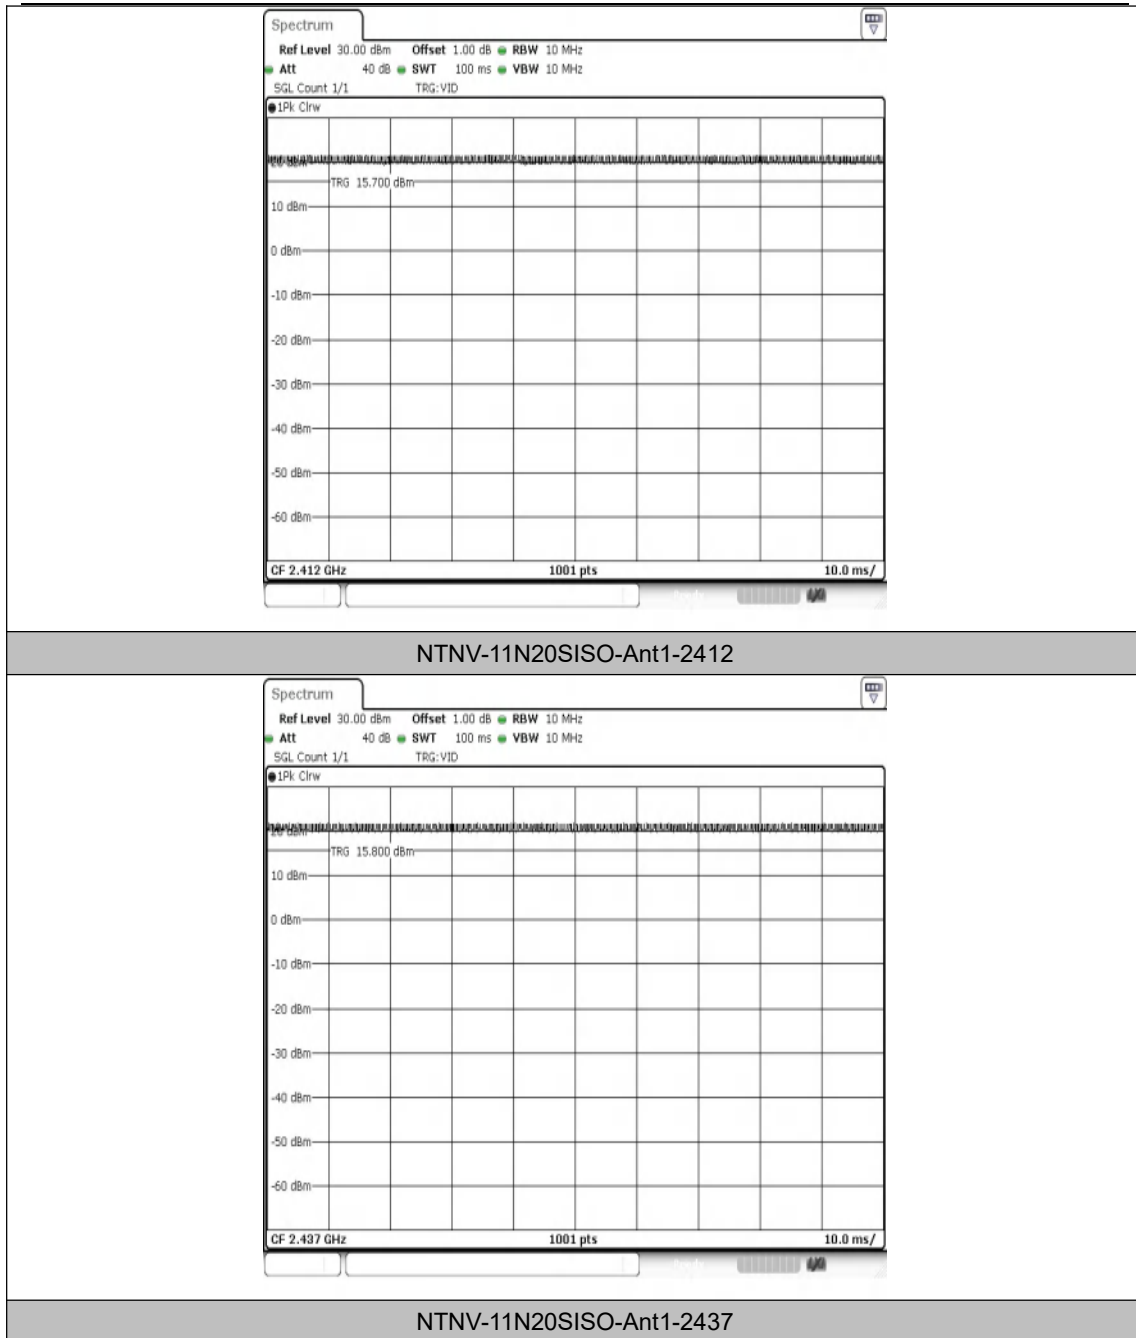 Spectrum
Ref Level 30.00 dBm Offset 1.00 dB RBW 10 MHz
Att 40 dB SWT 100 ms VBW 10 MHz
SGL Count 1/1 TRG:VID
1Pk Clrw
20 dBm
TRG 15.700 dBm
10 dBm
0 dBm
-10 dBm
-20 dBm
-30 dBm
-40 dBm
-50 dBm
-60 dBm
CF 2.412 GHz 1001 pts 10.0 ms/
NTNV-11N20SISO-Ant1-2412
Spectrum
Ref Level 30.00 dBm Offset 1.00 dB RBW 10 MHz
Att 40 dB SWT 100 ms VBW 10 MHz
SGL Count 1/1 TRG:VID
1Pk Clrw
20 dBm
TRG 15.800 dBm
10 dBm
0 dBm
-10 dBm
-20 dBm
-30 dBm
-40 dBm
-50 dBm
-60 dBm
CF 2.437 GHz 1001 pts 10.0 ms/
NTNV-11N20SISO-Ant1-2437